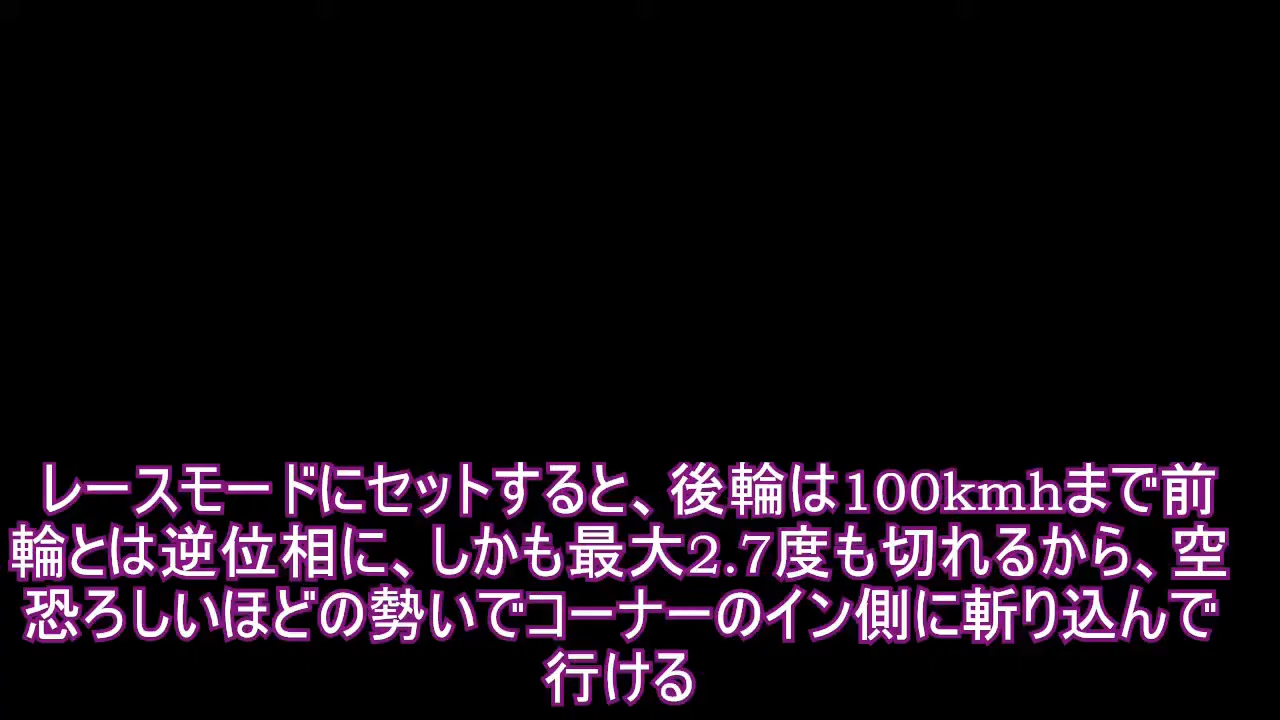 レースモードにセットすると、後輪は100kmhまで前
輪とは逆位相に、しかも最大2.7度も切れるから、空
恐ろしいほどの勢いでコーナーのイン側に斬り込んで
行ける